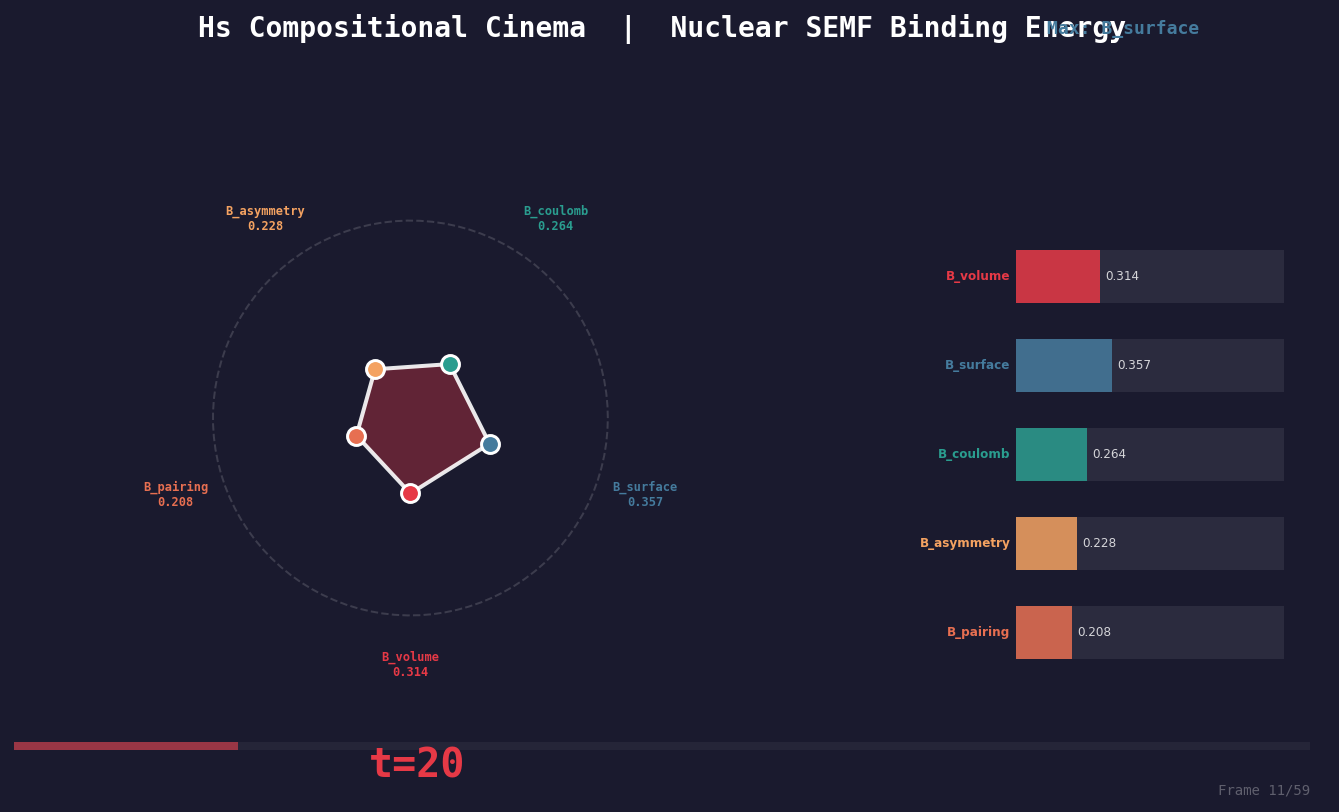 Hs Compositional Cinema | Nuclear SEMF Binding Energy
Max: B_surface
B_asymmetry
0.228
B_coulomb
0.264
B_pairing
0.208
B_surface
0.357
B_volume
0.314
B_volume 0.314
B_surface 0.357
B_coulomb 0.264
B_asymmetry 0.228
B_pairing 0.208
t=20
Frame 11/59